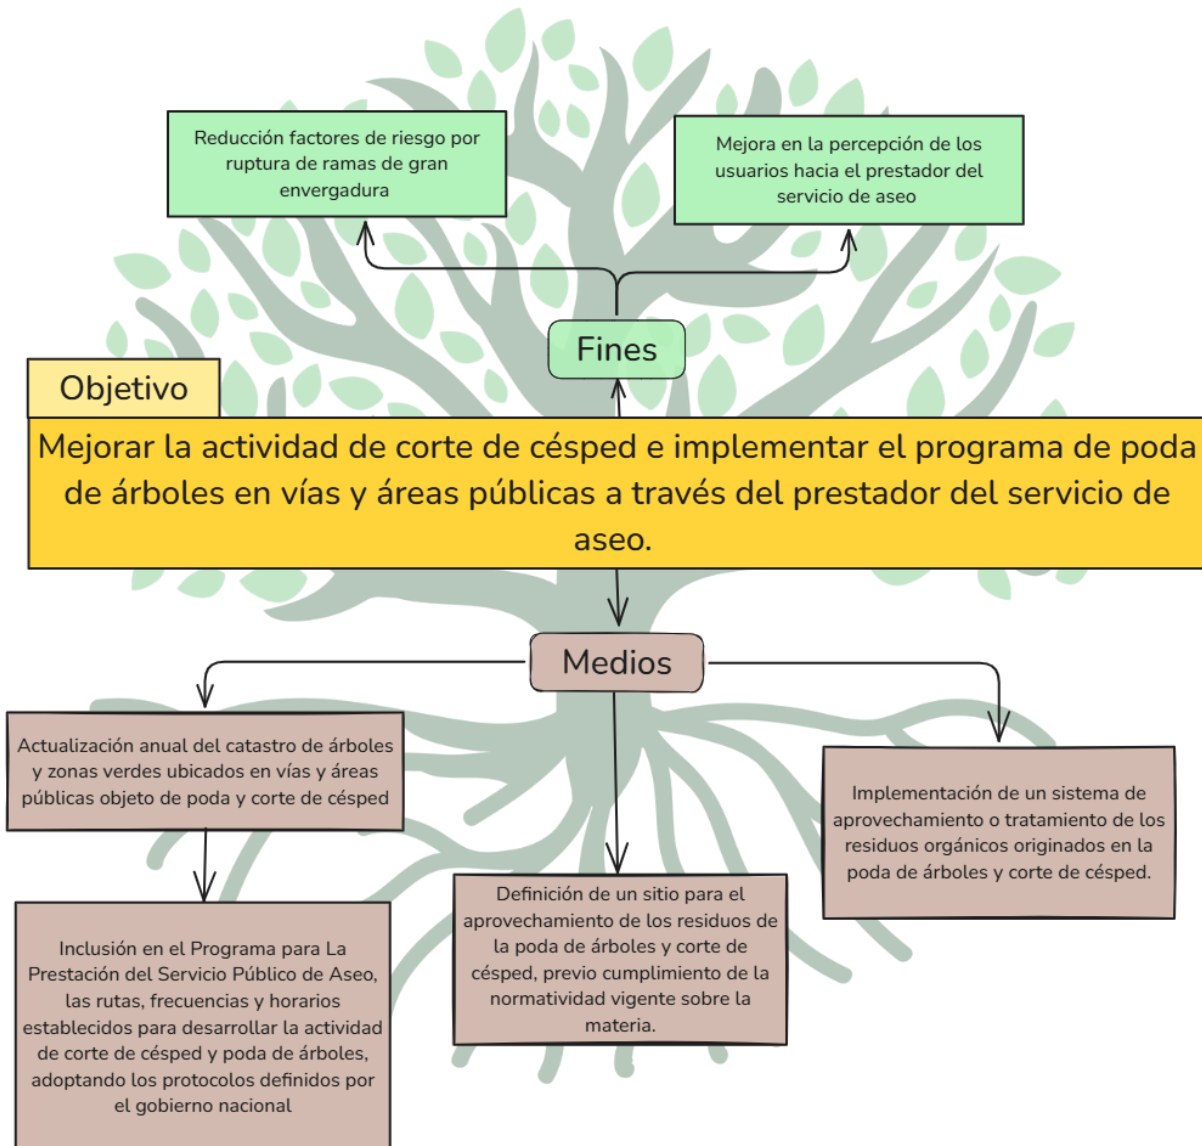 Reducción factores de riesgo por
ruptura de ramas de gran
envergadura
Mejora en la percepción de los
usuarios hacia el prestador del
servicio de aseo
Fines
Objetivo
Mejorar la actividad de corte de césped e implementar el programa de poda
de árboles en vías y áreas públicas a través del prestador del servicio de
aseo.
Medios
Actualización anual del catastro de árboles
y zonas verdes ubicados en vías y áreas
públicas objeto de poda y corte de césped
Inclusión en el Programa para La
Prestación del Servicio Público de Aseo,
las rutas, frecuencias y horarios
establecidos para desarrollar la actividad
de corte de césped y poda de árboles,
adoptando los protocolos definidos por
el gobierno nacional
Definición de un sitio para el
aprovechamiento de los residuos de
la poda de árboles y corte de
césped, previo cumplimiento de la
normatividad vigente sobre la
materia.
Implementación de un sistema de
aprovechamiento o tratamiento de los
residuos orgánicos originados en la
poda de árboles y corte de césped.